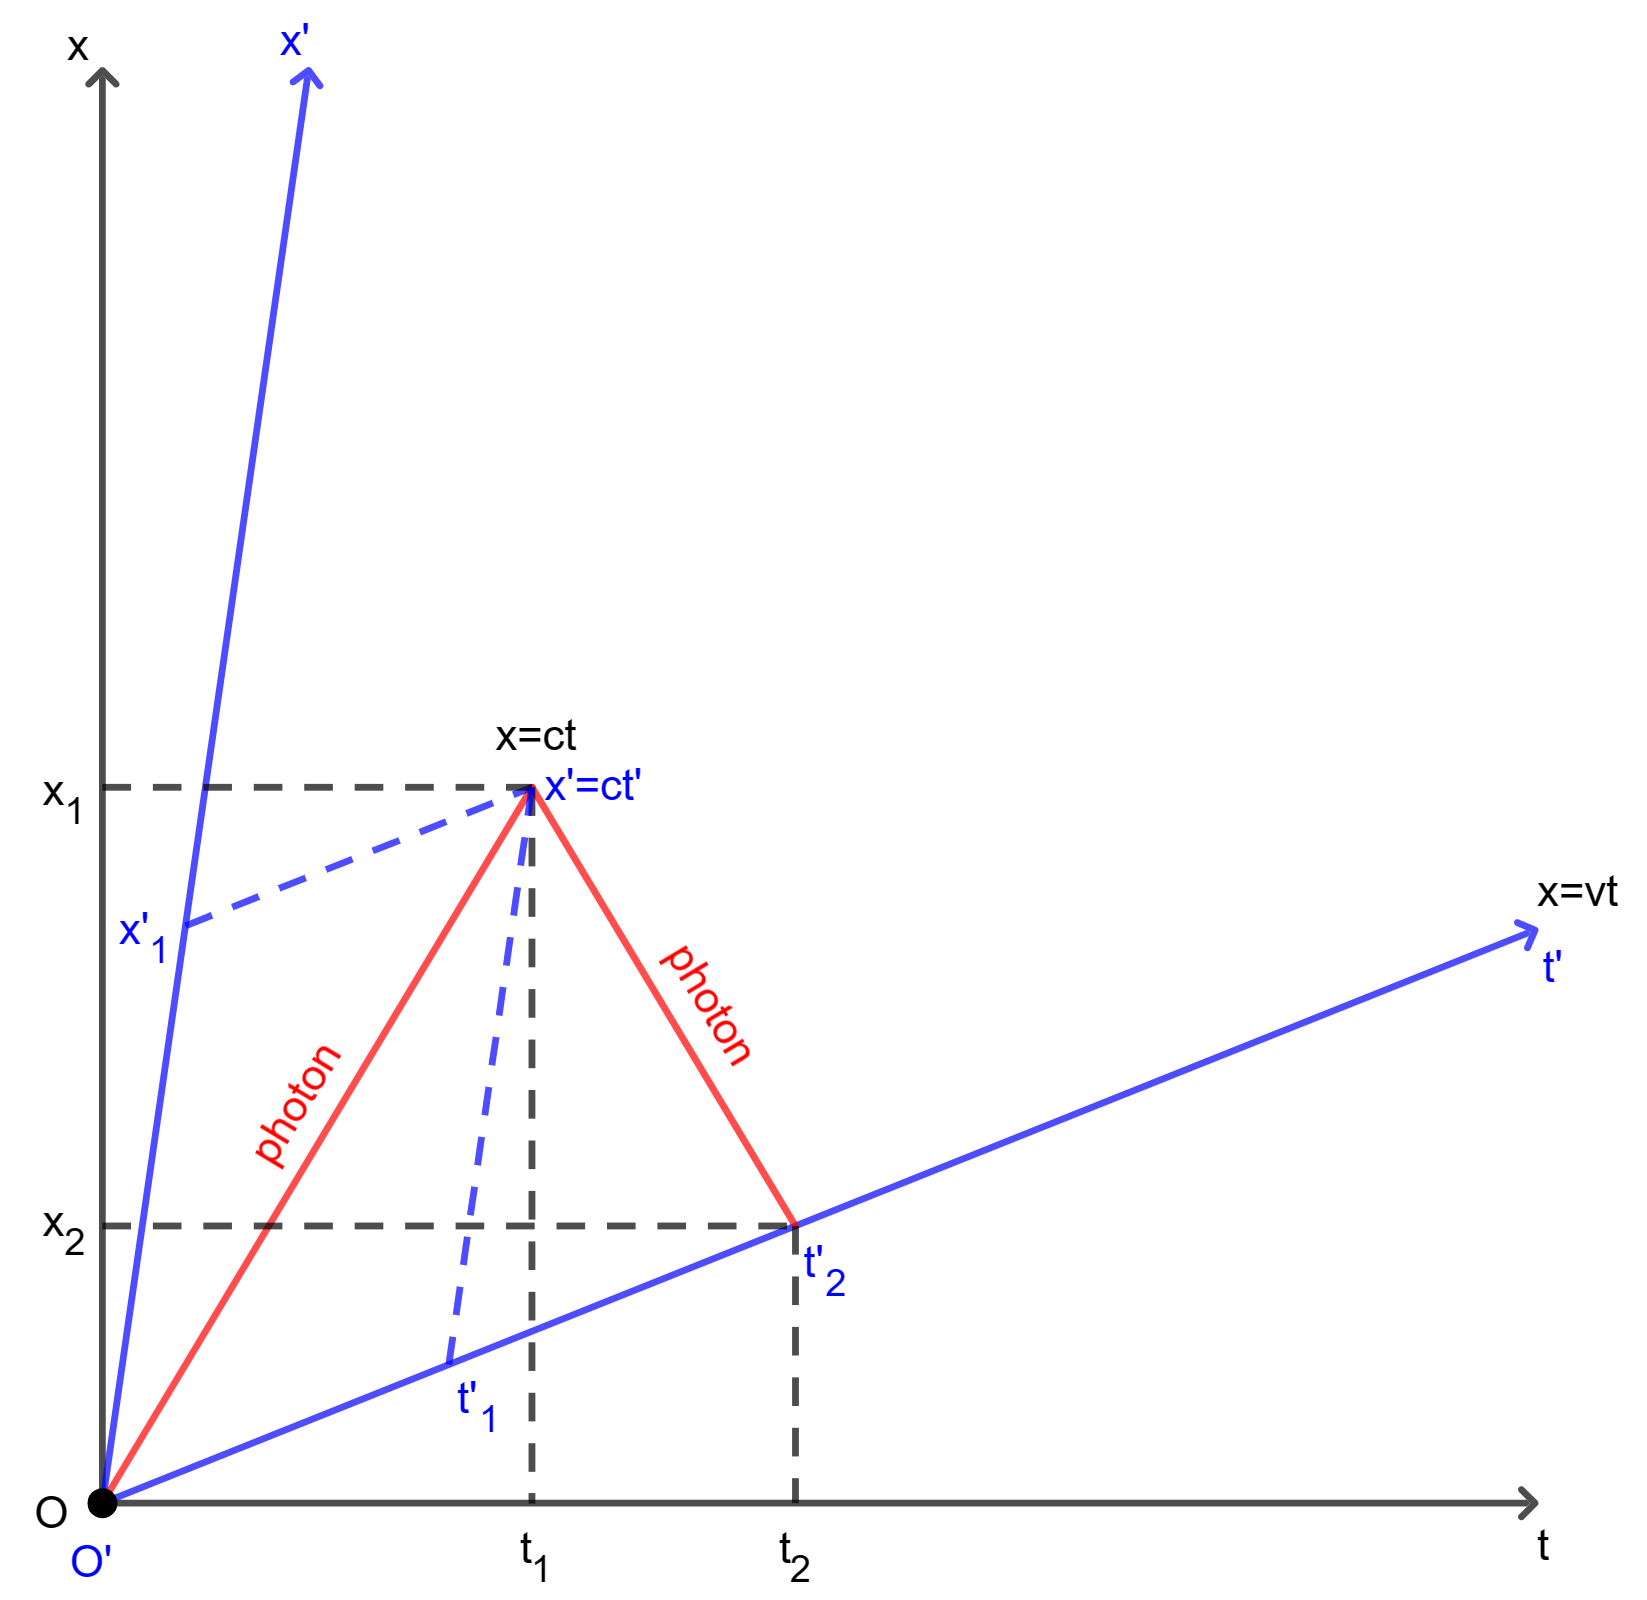 x
x'
x=ct
x'=ct'
x₁
x=vt
x'₁
t'
photon
photon
x₂
t'₂
t'₁
O
O'
t₁
t₂
t